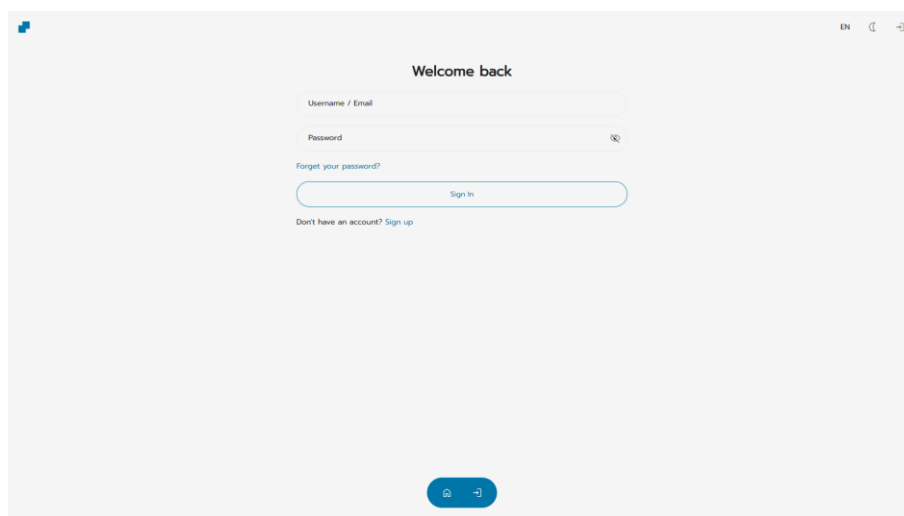 EN
Welcome back
Username / Email
Password
Forget your password?
Sign In
Don't have an account? Sign up